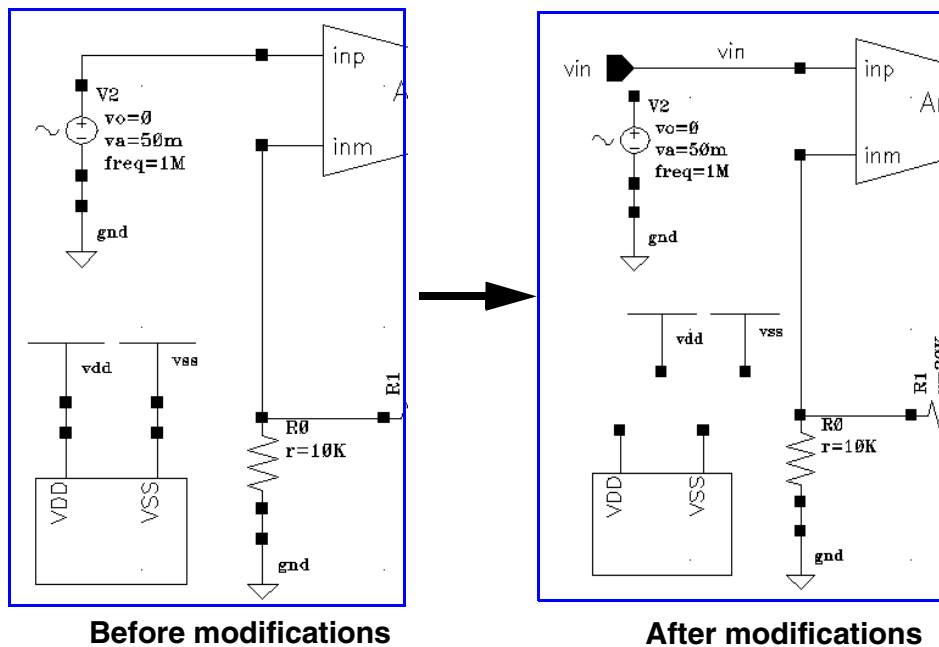 inp
A
V2
vo=0
va=50m
freq=1M
inm
gnd
vdd
vss
R1
R0
r=10K
VDD
VSS
gnd
Before modifications
vin
vin
inp
V2
vo=0
va=50m
freq=1M
inm
gnd
vdd
vss
R1
R0
r=10K
VDD
VSS
gnd
After modifications